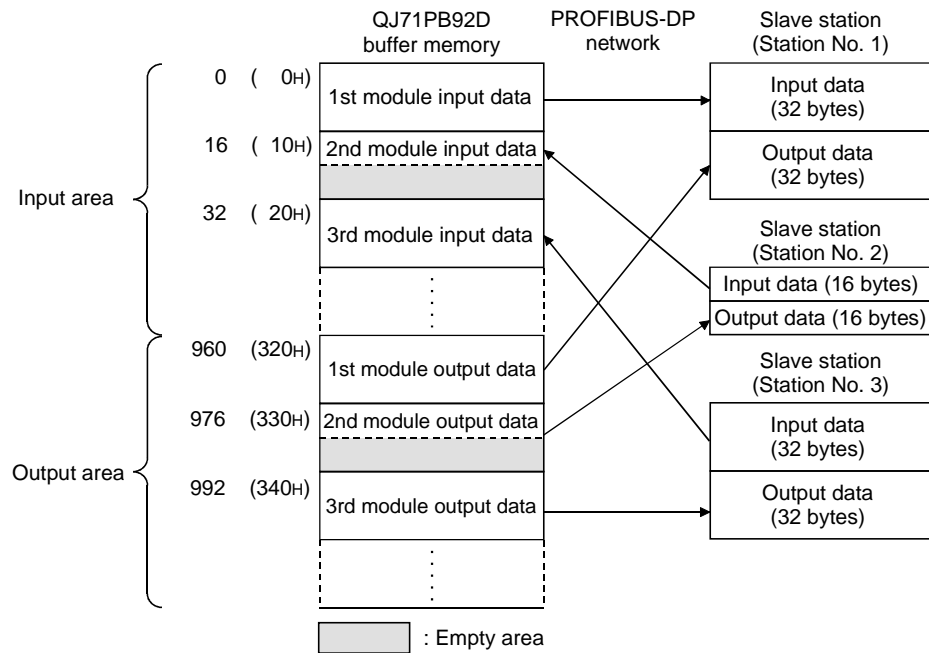 QJ71PB92D
buffer memory
PROFIBUS-DP
network
Slave station
(Station No. 1)
0 ( 0H)
1st module input data
Input data
(32 bytes)
16 ( 10H)
2nd module input data
Output data
(32 bytes)
Input area
32 ( 20H)
3rd module input data
Slave station
(Station No. 2)
Input data (16 bytes)
Output data (16 bytes)
960 (320H)
1st module output data
Slave station
(Station No. 3)
976 (330H)
2nd module output data
Input data
(32 bytes)
Output area
992 (340H)
3rd module output data
Output data
(32 bytes)
: Empty area